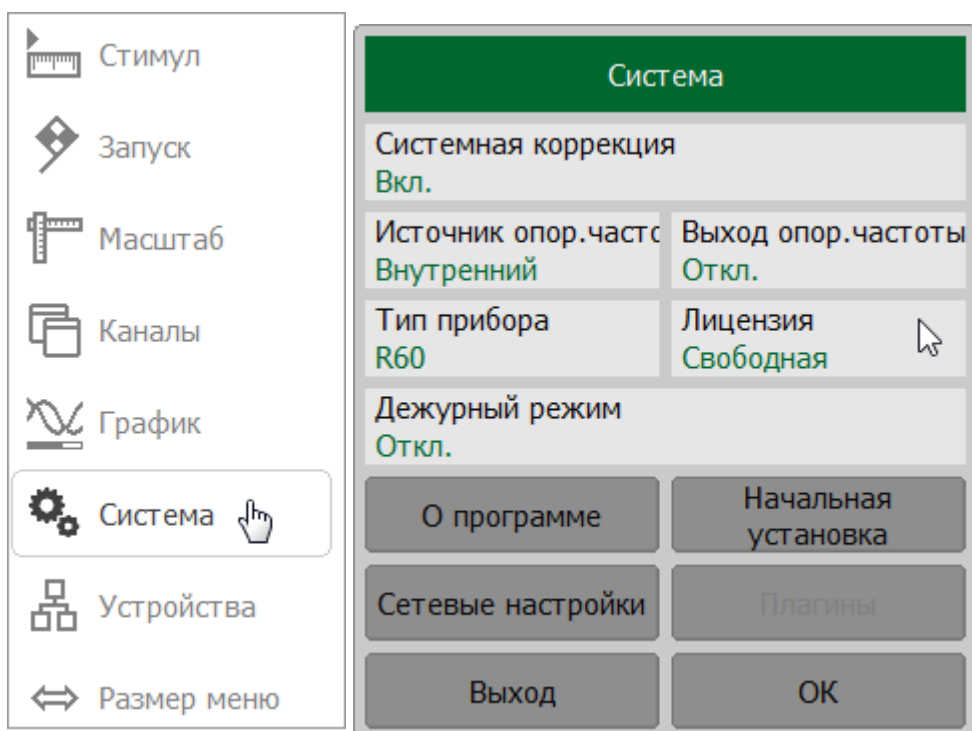 Стимул
Запуск
Масштаб
Каналы
График
Система
Устройства
Размер меню
Система
Системная коррекция
Вкл.
Источник опор.часто
Внутренний
Выход опор.частоты
Откл.
Тип прибора
R60
Лицензия
Свободная
Дежурный режим
Откл.
О программе
Начальная
установка
Сетевые настройки
Плагины
Выход
ОК